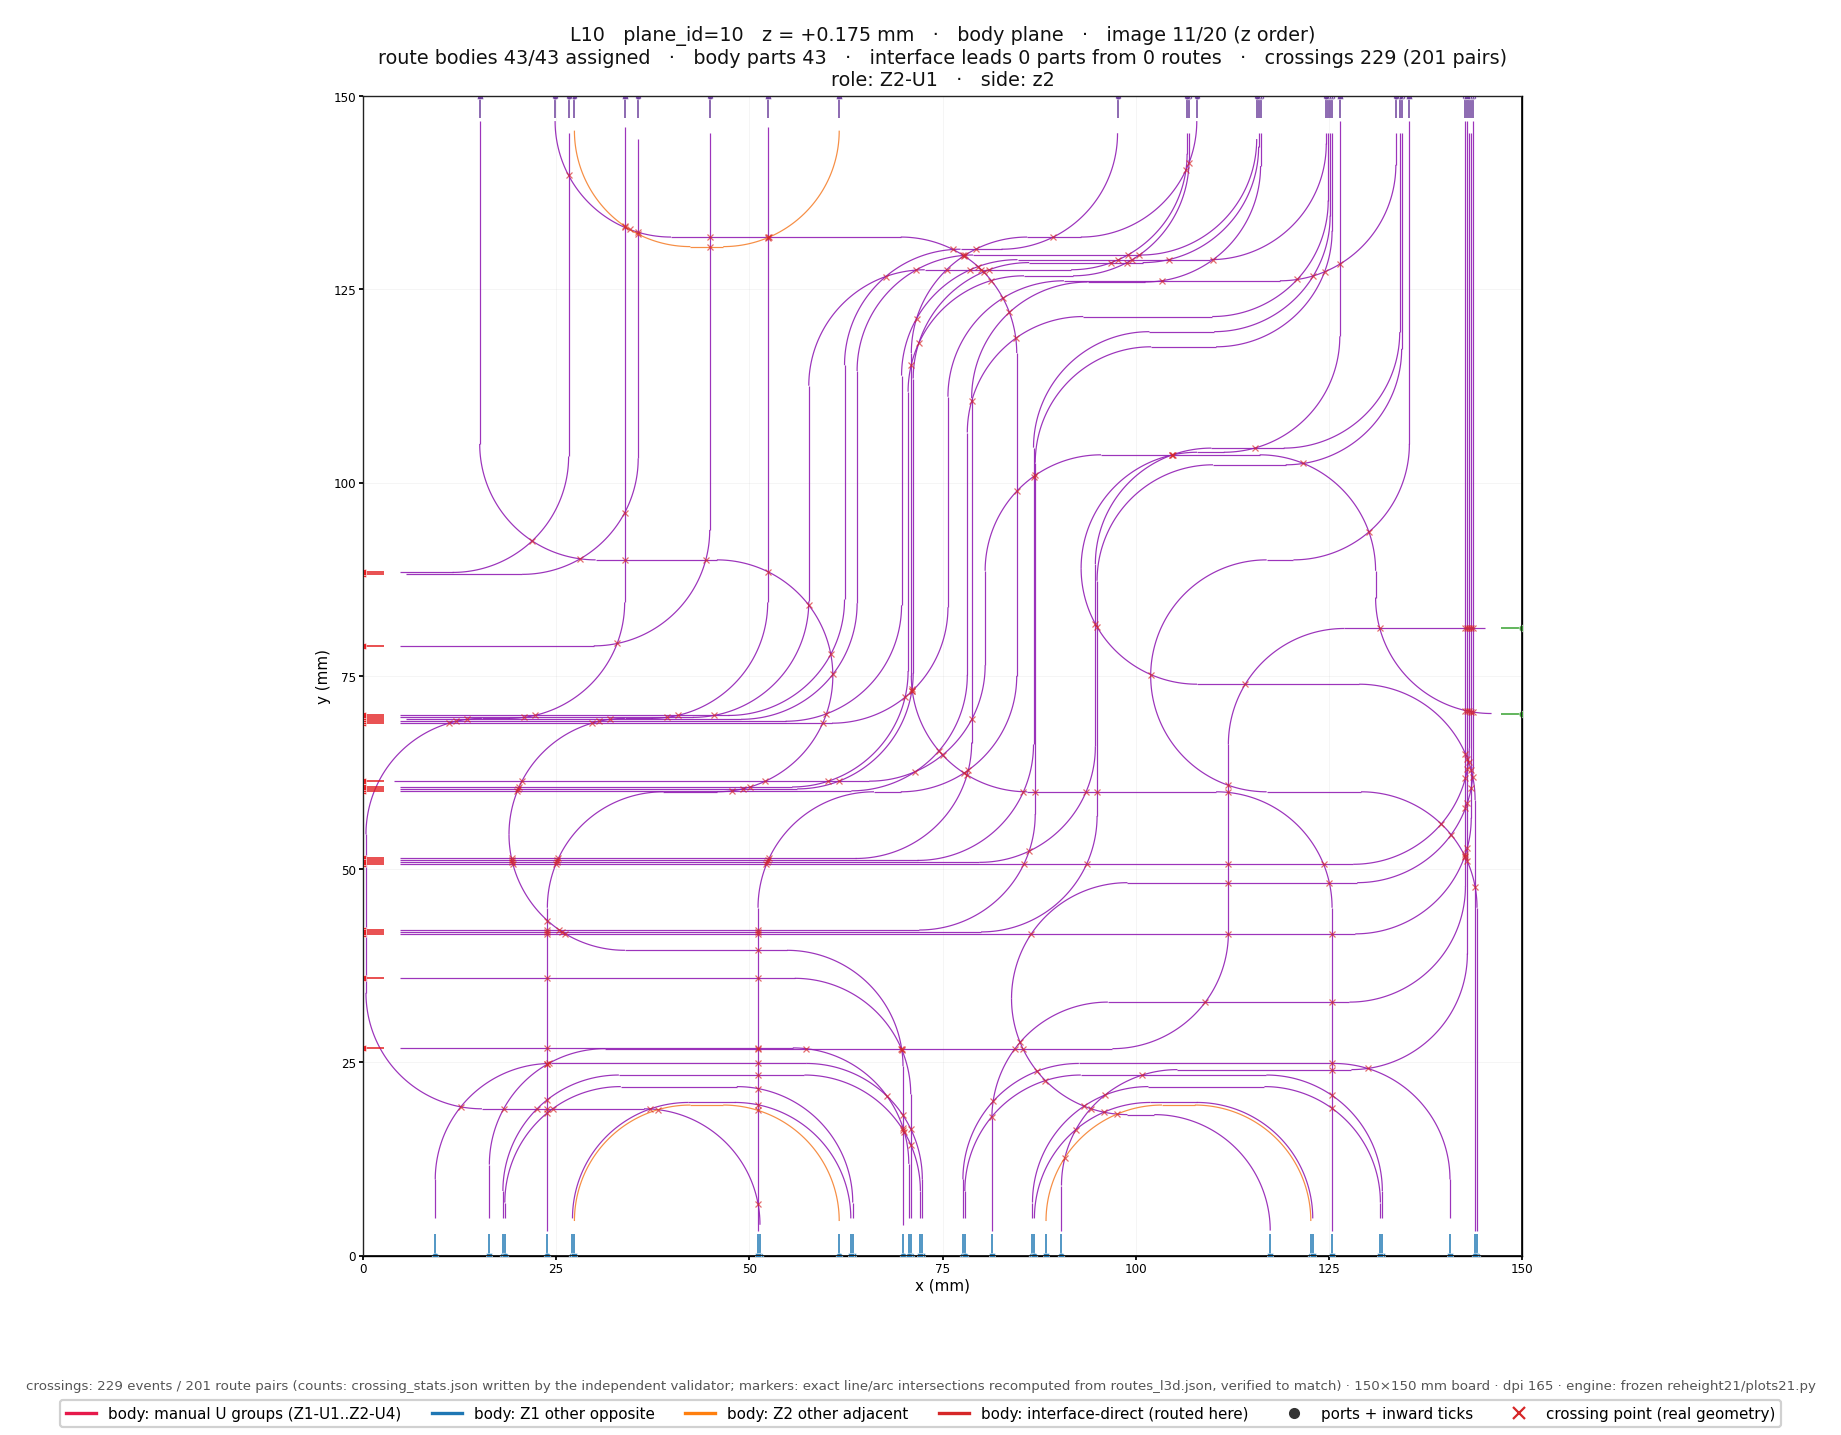 L10   plane_id=10   z = +0.175 mm   ·   body plane   ·   image 11/20 (z order)
route bodies 43/43 assigned   ·   body parts 43   ·   interface leads 0 parts from 0 routes   ·   crossings 229 (201 pairs)
role: Z2-U1   ·   side: z2
150
125
100
75
50
25
0
y (mm)
0 25 50 75 100 125 150
x (mm)
crossings: 229 events / 201 route pairs (counts: crossing_stats.json written by the independent validator; markers: exact line/arc intersections recomputed from routes_l3d.json, verified to match) · 150×150 mm board · dpi 165 · engine: frozen reheight21/plots21.py
body: manual U groups (Z1-U1..Z2-U4) body: Z1 other opposite body: Z2 other adjacent body: interface-direct (routed here) ports + inward ticks crossing point (real geometry)